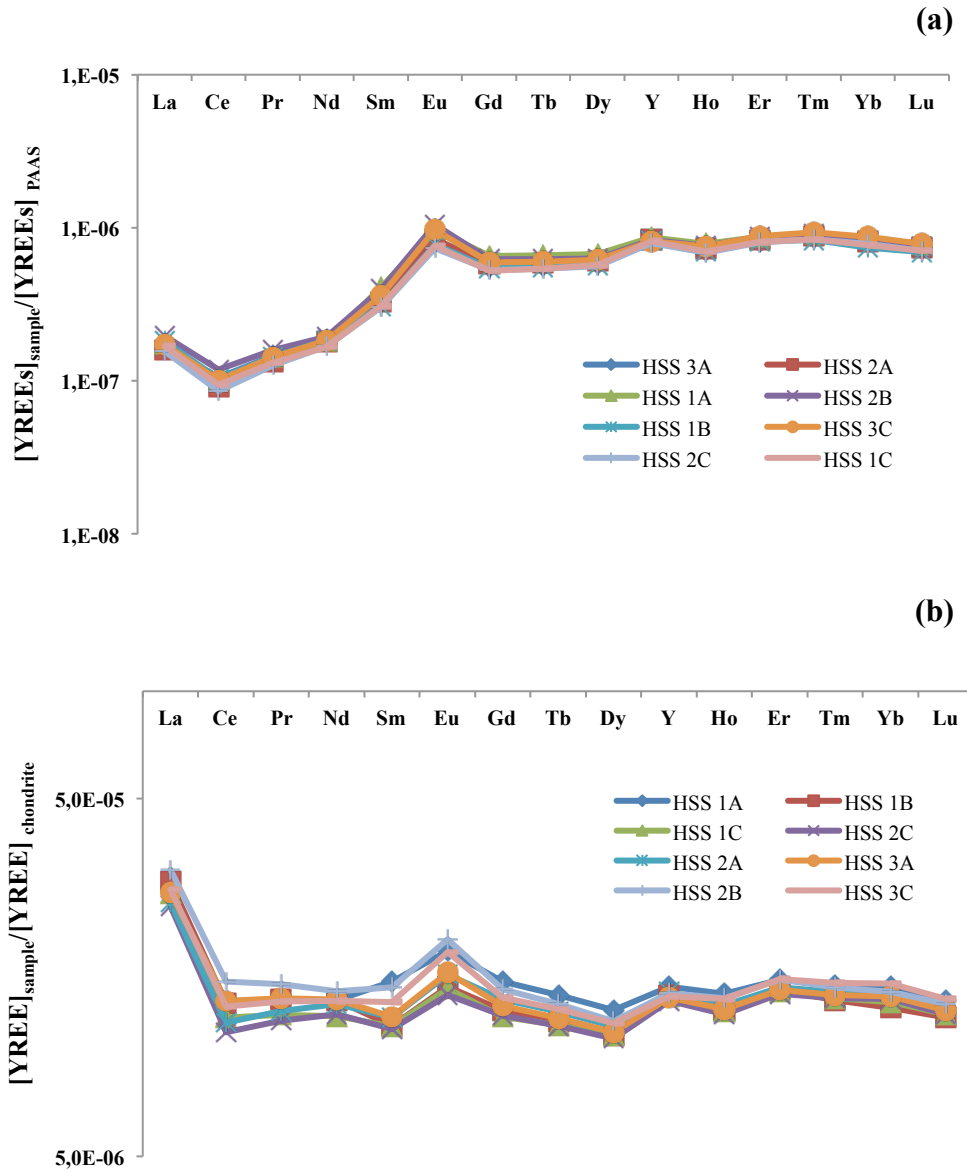 (a)
1,E-05
La Ce Pr Nd Sm Eu Gd Tb Dy Y Ho Er Tm Yb Lu
1,E-06
1,E-07
1,E-08
[YREEs]sample/[YREEs] PAAS
HSS 3A HSS 2A
HSS 1A HSS 2B
HSS 1B HSS 3C
HSS 2C HSS 1C
(b)
La Ce Pr Nd Sm Eu Gd Tb Dy Y Ho Er Tm Yb Lu
5,0E-05
5,0E-06
[YREE]sample/[YREE] chondrite
HSS 1A HSS 1B
HSS 1C HSS 2C
HSS 2A HSS 3A
HSS 2B HSS 3C